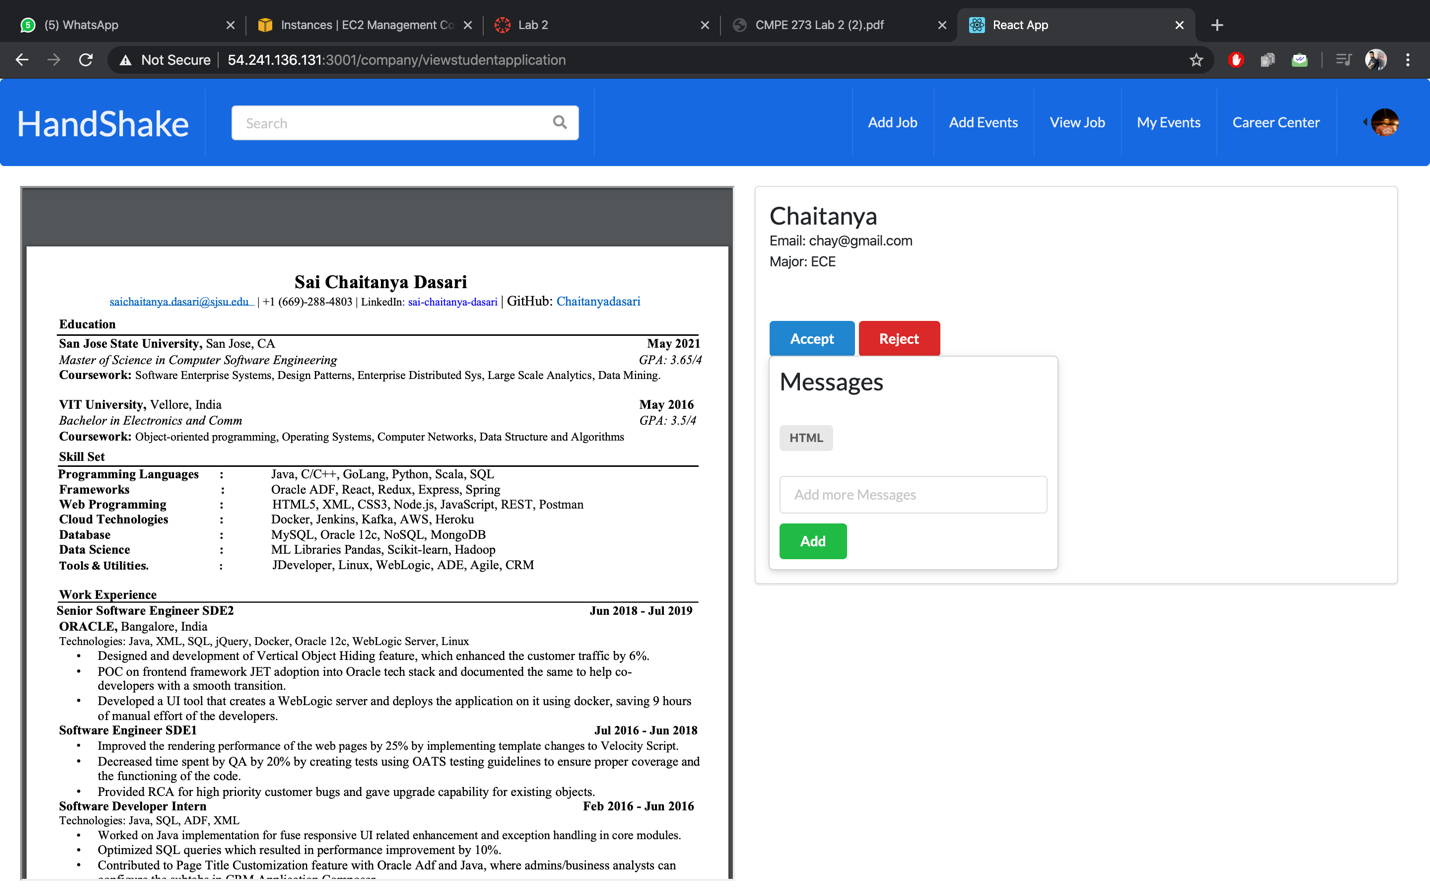 (5) WhatsApp
Instances | EC2 Management Co
Lab 2
CMPE 273 Lab 2 (2).pdf
React App
Not Secure | 54.241.136.131:3001/company/viewstudentapplication
HandShake
Search
Add Job
Add Events
View Job
My Events
Career Center
Sai Chaitanya Dasari
saichaitanya.dasari@sjsu.edu | +1 (669)-288-4803 | LinkedIn: sai-chaitanya-dasari | GitHub: Chaitanyadasari
Education
San Jose State University, San Jose, CA May 2021
Master of Science in Computer Software Engineering GPA: 3.65/4
Coursework: Software Enterprise Systems, Design Patterns, Enterprise Distributed Sys, Large Scale Analytics, Data Mining.
VIT University, Vellore, India May 2016
Bachelor in Electronics and Comm GPA: 3.5/4
Coursework: Object-oriented programming, Operating Systems, Computer Networks, Data Structure and Algorithms
Skill Set
Programming Languages : Java, C/C++, GoLang, Python, Scala, SQL
Frameworks : Oracle ADF, React, Redux, Express, Spring
Web Programming : HTML5, XML, CSS3, Node.js, JavaScript, REST, Postman
Cloud Technologies : Docker, Jenkins, Kafka, AWS, Heroku
Database : MySQL, Oracle 12c, NoSQL, MongoDB
Data Science : ML Libraries Pandas, Scikit-learn, Hadoop
Tools & Utilities. : JDeveloper, Linux, WebLogic, ADE, Agile, CRM
Work Experience
Senior Software Engineer SDE2 Jun 2018 - Jul 2019
ORACLE, Bangalore, India
Technologies: Java, XML, SQL, jQuery, Docker, Oracle 12c, WebLogic Server, Linux
• Designed and development of Vertical Object Hiding feature, which enhanced the customer traffic by 6%.
• POC on frontend framework JET adoption into Oracle tech stack and documented the same to help co-
developers with a smooth transition.
• Developed a UI tool that creates a WebLogic server and deploys the application on it using docker, saving 9 hours
of manual effort of the developers.
Software Engineer SDE1 Jul 2016 - Jun 2018
• Improved the rendering performance of the web pages by 25% by implementing template changes to Velocity Script.
• Decreased time spent by QA by 20% by creating tests using OATS testing guidelines to ensure proper coverage and
the functioning of the code.
• Provided RCA for high priority customer bugs and gave upgrade capability for existing objects.
Software Developer Intern Feb 2016 - Jun 2016
Technologies: Java, SQL, ADF, XML
• Worked on Java implementation for fuse responsive UI related enhancement and exception handling in core modules.
• Optimized SQL queries which resulted in performance improvement by 10%.
• Contributed to Page Title Customization feature with Oracle Adf and Java, where admins/business analysts can
configure the subtabs in CRM Application Composer
Chaitanya
Email: chay@gmail.com
Major: ECE
Accept
Reject
Messages
HTML
Add more Messages
Add